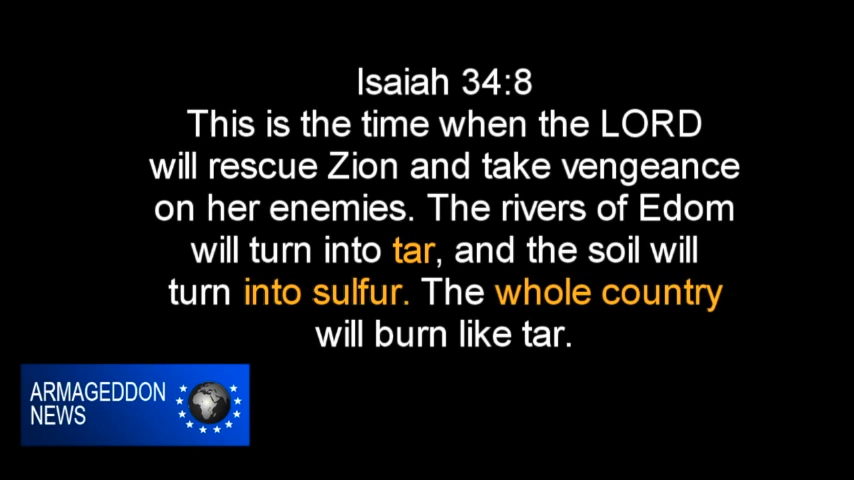 Isaiah 34:8
This is the time when the LORD
will rescue Zion and take vengeance
on her enemies. The rivers of Edom
will turn into tar, and the soil will
turn into sulfur. The whole country
will burn like tar.
ARMAGEDDON
NEWS